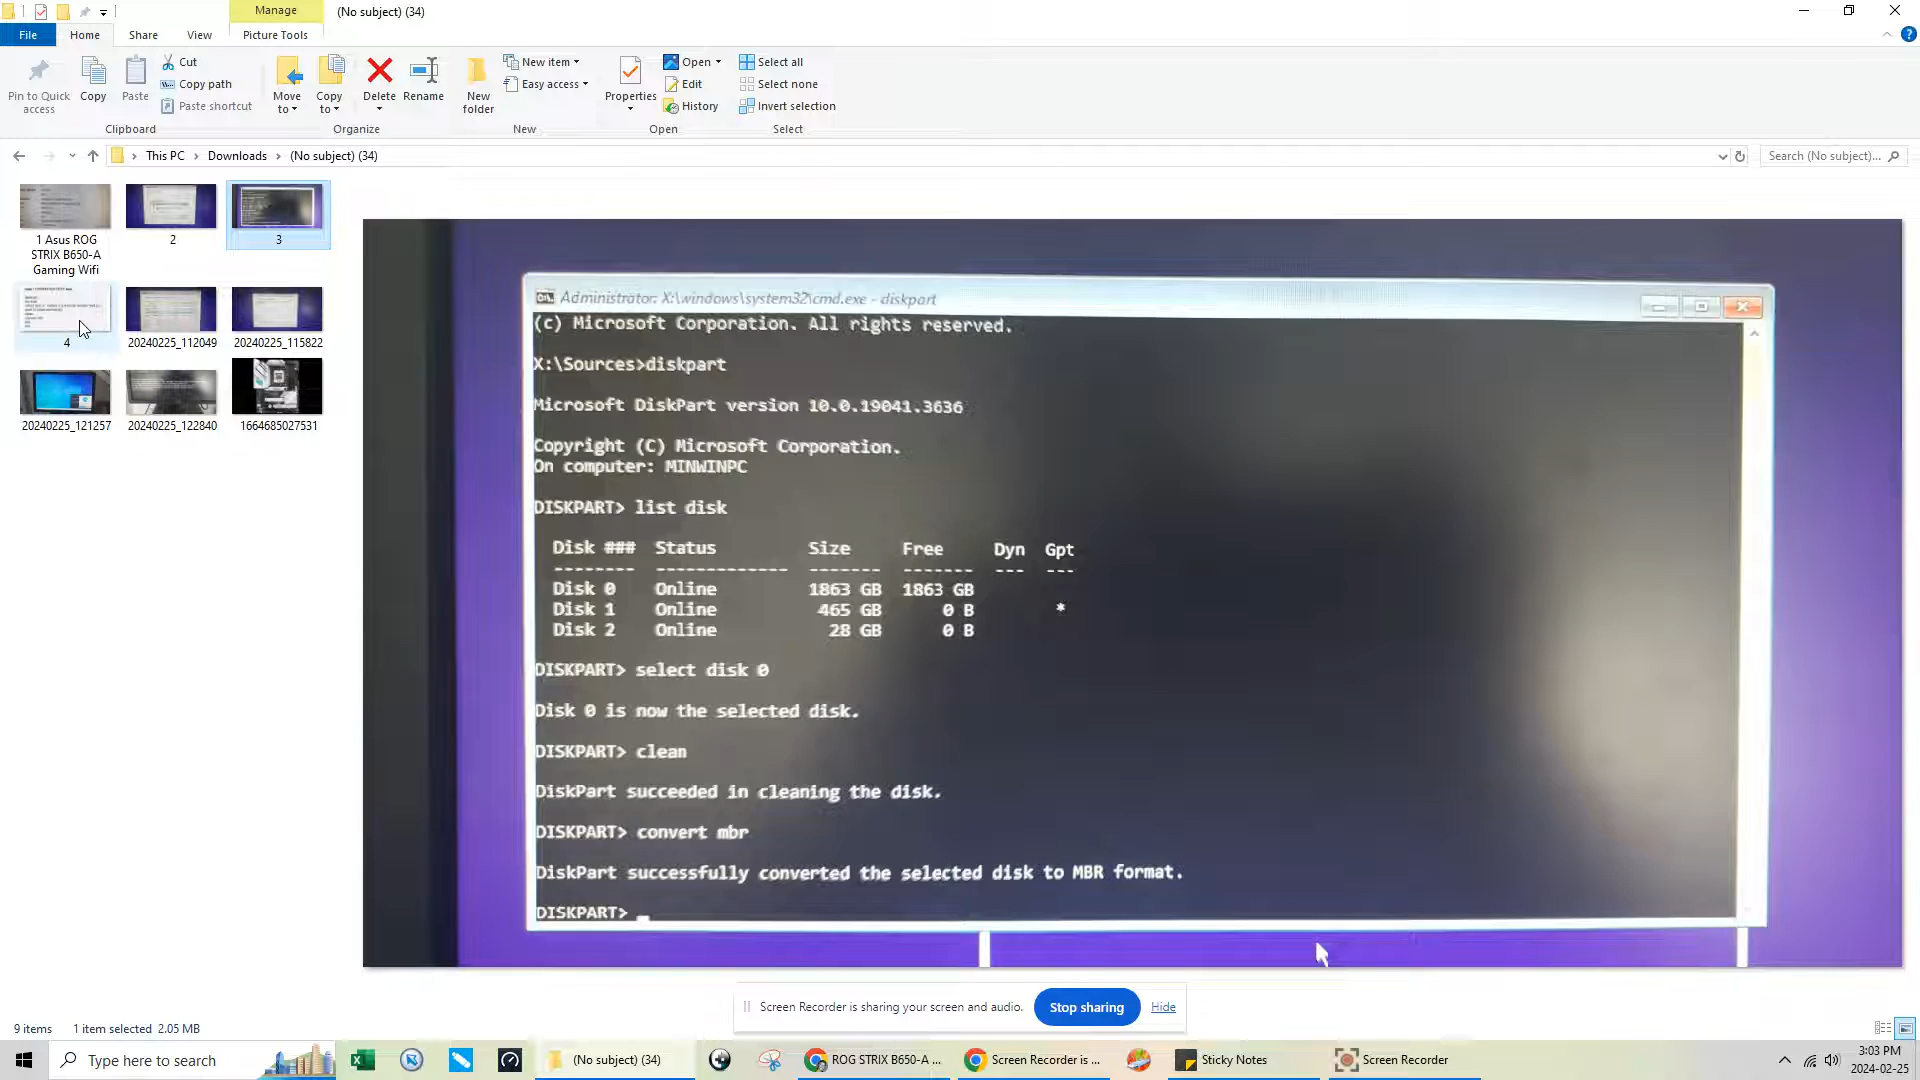 Manage
(No subject) (34)
File
Home
Share
View
Picture Tools
Pin to Quick access
Copy
Paste
Cut
Copy path
Paste shortcut
Clipboard
Move to
Copy to
Delete
Rename
Organize
New folder
New item
Easy access
New
Properties
Open
Edit
History
Open
Select all
Select none
Invert selection
Select
This PC
Downloads
(No subject) (34)
Search (No subject)...
1 Asus ROG
STRIX B650-A
Gaming Wifi
2
3
4
20240225_112049
20240225_115822
20240225_121257
20240225_122840
1664685027531
Administrator: X:\windows\system32\cmd.exe - diskpart
(c) Microsoft Corporation. All rights reserved.
X:\Sources>diskpart
Microsoft DiskPart version 10.0.19041.3636
Copyright (C) Microsoft Corporation.
On computer: MININWPC
DISKPART> list disk
Disk ### Status Size Free Dyn Gpt
-------- ------------- ------- ------- --- ---
Disk 0 Online 1863 GB 1863 GB
Disk 1 Online 465 GB 0 B *
Disk 2 Online 28 GB 0 B
DISKPART> select disk 0
Disk 0 is now the selected disk.
DISKPART> clean
DiskPart succeeded in cleaning the disk.
DISKPART> convert mbr
DiskPart successfully converted the selected disk to MBR format.
DISKPART>
Screen Recorder is sharing your screen and audio.
Stop sharing
Hide
9 items
1 item selected 2.05 MB
Type here to search
(No subject) (34)
ROG STRIX B650-A ...
Screen Recorder is ...
Sticky Notes
Screen Recorder
3:03 PM
2024-02-25